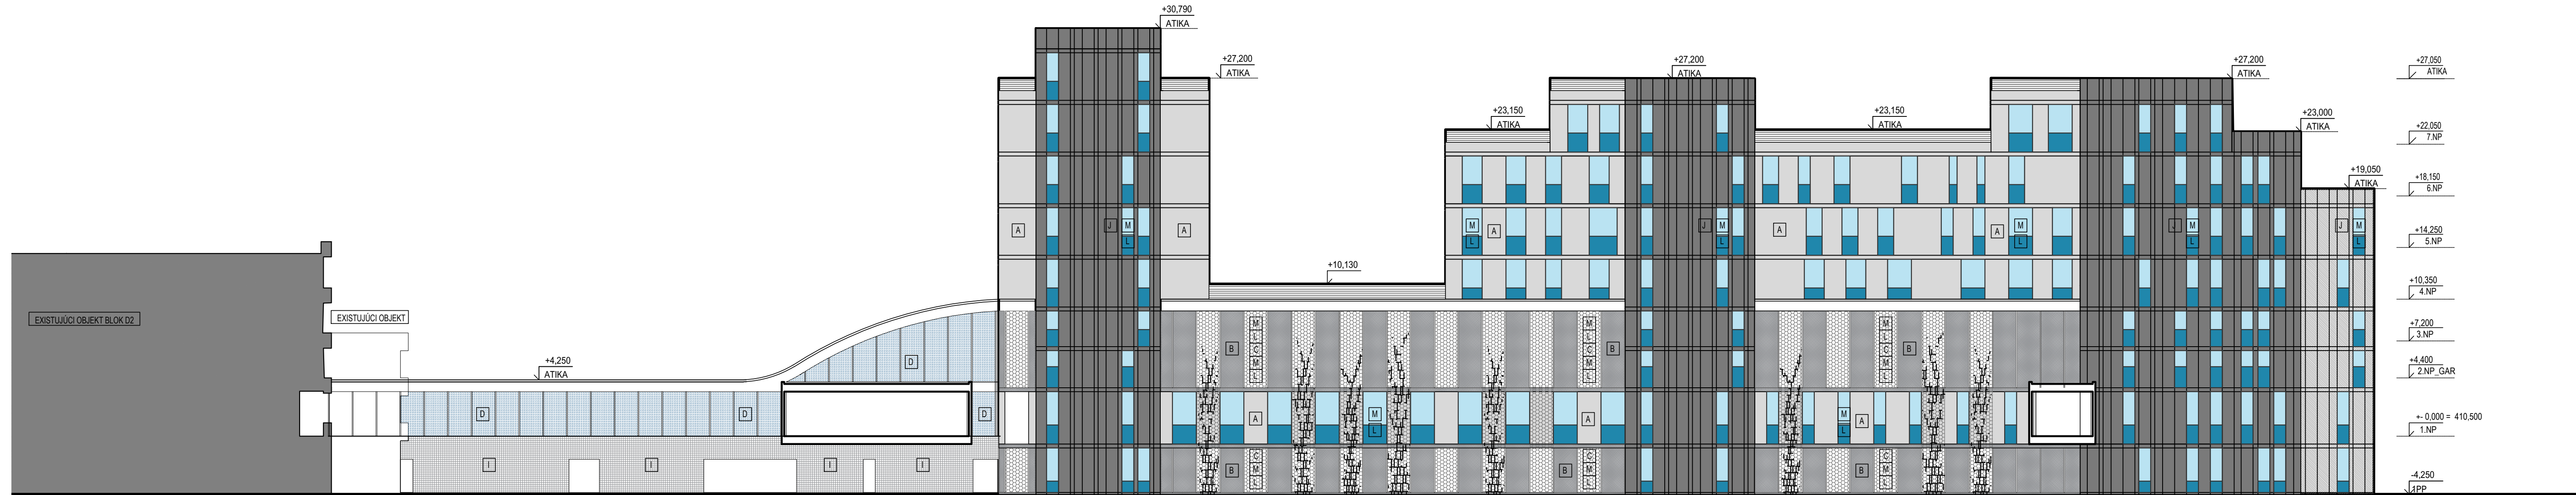 +30,790
ATIKA
+27,200
ATIKA
+27,200
ATIKA
+27,200
ATIKA
+27,050
ATIKA
+23,150
ATIKA
+23,150
ATIKA
+23,000
ATIKA
+22,050
7.NP
+19,050
ATIKA
+18,150
6.NP
A
J
M
L
A
M
L
A
J
M
L
A
A
M
L
J
M
L
J
M
L
+14,250
5.NP
+10,130
+10,350
4.NP
EXISTUJÚCI OBJEKT BLOK D2
EXISTUJÚCI OBJEKT
+7,200
3.NP
B
M
L
C
M
L
M
L
C
M
L
B
M
L
C
M
L
B
+4,250
ATIKA
D
+4,400
2.NP_GAR
D
D
D
A
M
L
A
M
L
A
+- 0,000 = 410,500
1.NP
I
I
I
I
B
C
M
L
B
C
M
L
B
C
M
L
-4,250
1PP